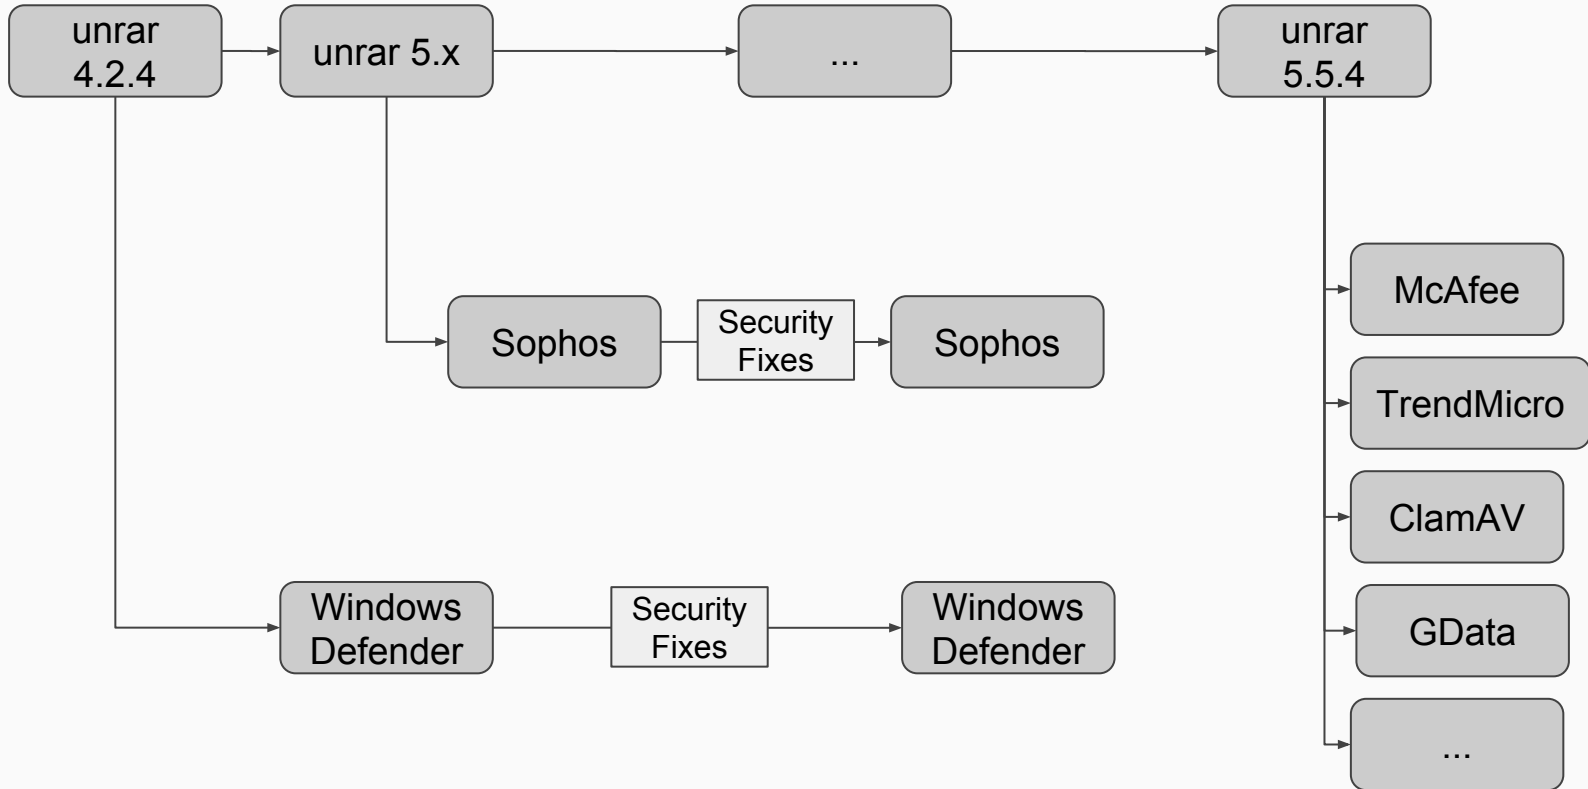 unrar
4.2.4
unrar 5.x
...
unrar
5.5.4
McAfee
Sophos
Security
Fixes
Sophos
TrendMicro
ClamAV
Windows
Defender
Security
Fixes
Windows
Defender
GData
...